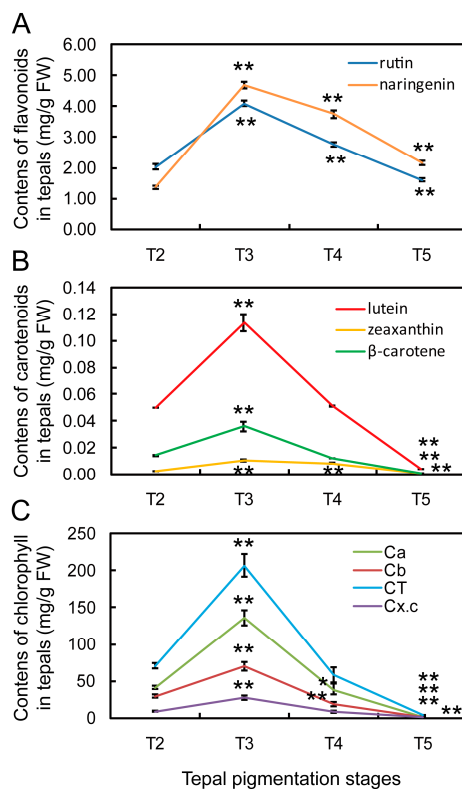 A
Contens of flavonoids
in tepals (mg/g FW)
6.00
5.00
4.00
3.00
2.00
1.00
0.00
rutin
naringenin
**
**
**
**
**
**
T2 T3 T4 T5
B
Contens of carotenoids
in tepals (mg/g FW)
0.14
0.12
0.10
0.08
0.06
0.04
0.02
0.00
lutein
zeaxanthin
β-carotene
**
**
**
**
**
**
**
T2 T3 T4 T5
C
Contens of chlorophyll
in tepals (mg/g FW)
250
200
150
100
50
0
Ca
Cb
CT
Cx.c
**
**
**
**
*
**
**
**
**
**
T2 T3 T4 T5
Tepal pigmentation stages